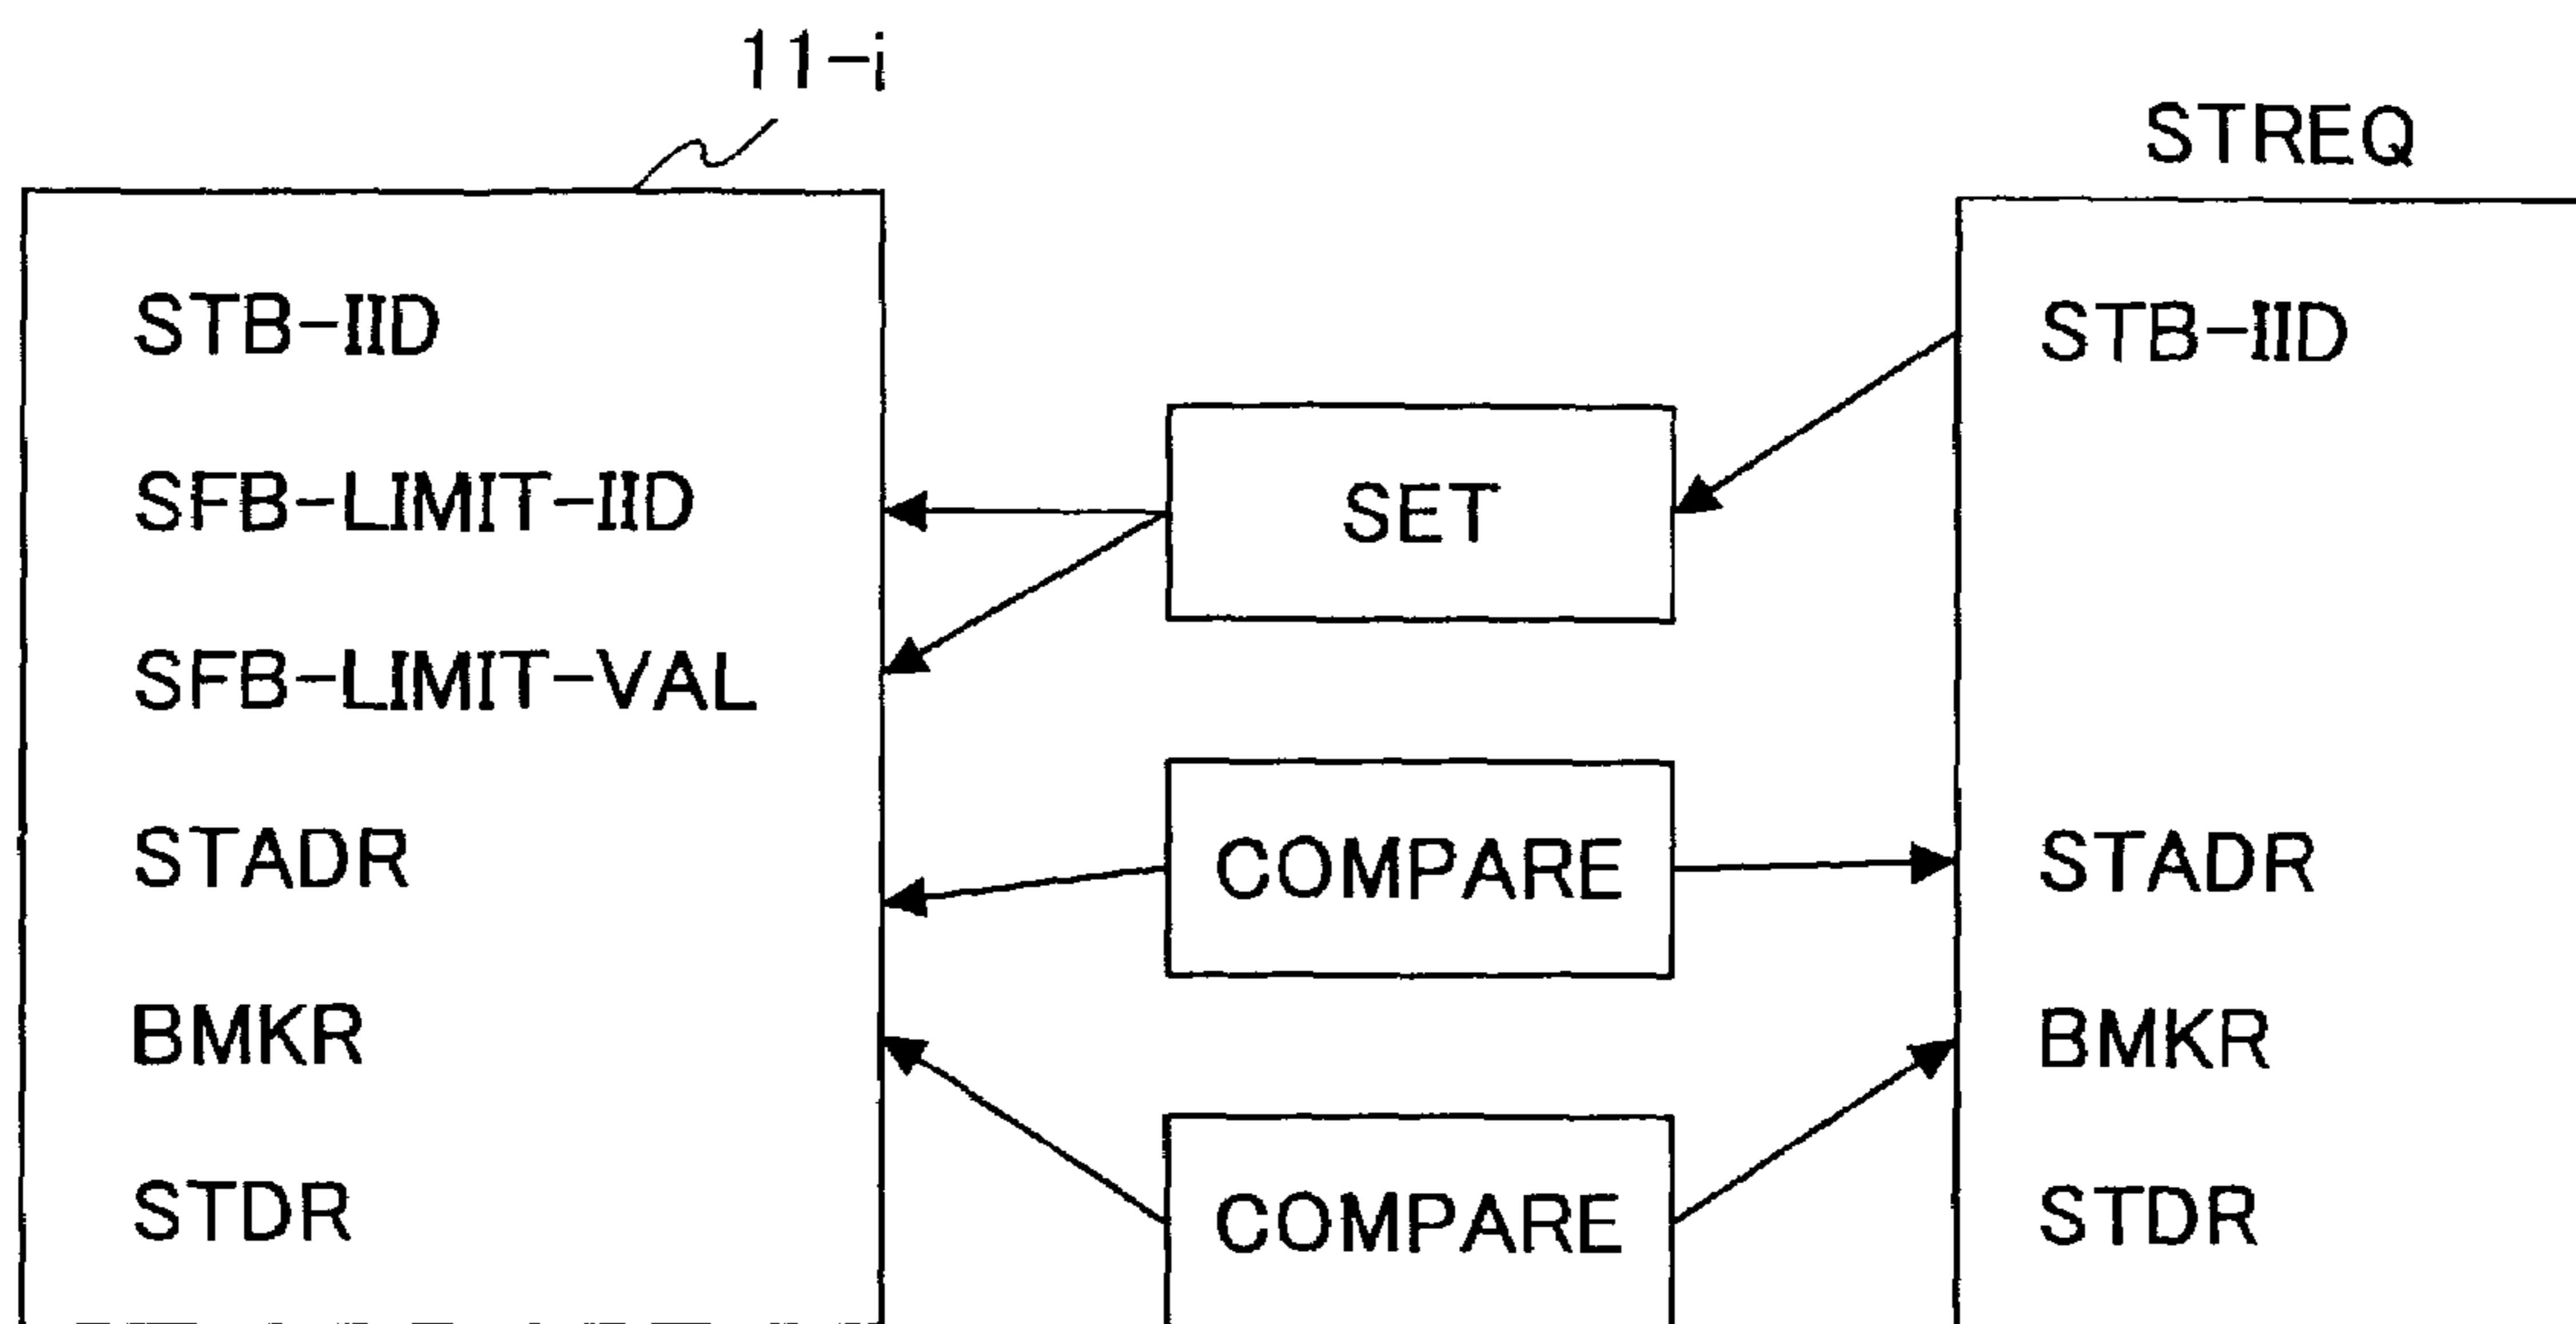 11-i
STREQ
STB-IID
SFB-LIMIT-IID
SFB-LIMIT-VAL
STADR
BMKR
STDR
SET
COMPARE
COMPARE
STB-IID
STADR
BMKR
STDR